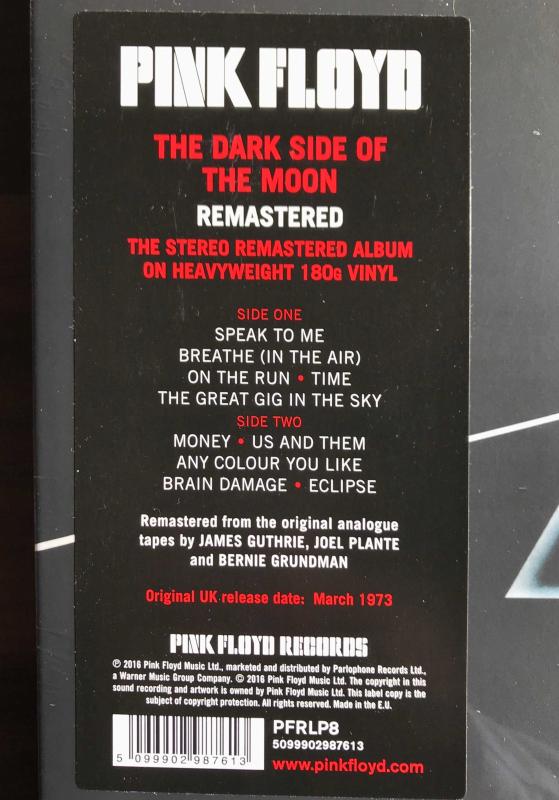 PINK FLOYD
THE DARK SIDE OF
THE MOON
REMASTERED
THE STEREO REMASTERED ALBUM
ON HEAVYWEIGHT 180G VINYL
SIDE ONE
SPEAK TO ME
BREATHE (IN THE AIR)
ON THE RUN • TIME
THE GREAT GIG IN THE SKY
SIDE TWO
MONEY • US AND THEM
ANY COLOUR YOU LIKE
BRAIN DAMAGE • ECLIPSE
Remastered from the original analogue
tapes by JAMES GUTHRIE, JOEL PLANTE
and BERNIE GRUNDMAN
Original UK release date: March 1973
PINK FLOYD RECORDS
℗ 2016 Pink Floyd Music Ltd., marketed and distributed by Parlophone Records Ltd.,
a Warner Music Group Company. © 2016 Pink Floyd Music Ltd. The copyright in this
sound recording and artwork is owned by Pink Floyd Music Ltd. This label copy is the
subject of copyright protection. All rights reserved. Made in the E.U.
PFRLP8
5099902987613
5 099902 987613
www.pinkfloyd.com